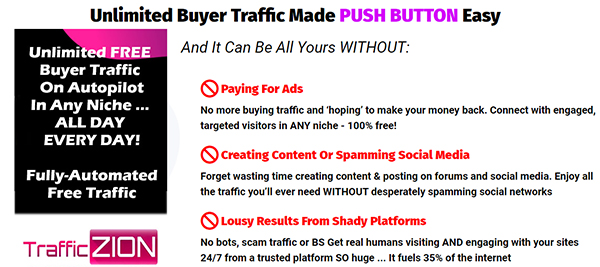 Unlimited Buyer Traffic Made PUSH BUTTON Easy
And It Can Be All Yours WITHOUT:
Unlimited FREE
Buyer Traffic
On Autopilot
In Any Niche ...
ALL DAY
EVERY DAY!
Fully-Automated
Free Traffic
Traffic ZION
Paying For Ads
No more buying traffic and ‘hoping’ to make your money back. Connect with engaged,
targeted visitors in ANY niche - 100% free!
Creating Content Or Spamming Social Media
Forget wasting time creating content & posting on forums and social media. Enjoy all
the traffic you’ll ever need WITHOUT desperately spamming social networks
Lousy Results From Shady Platforms
No bots, scam traffic or BS Get real humans visiting AND engaging with your sites
24/7 from a trusted platform SO huge ... It fuels 35% of the internet